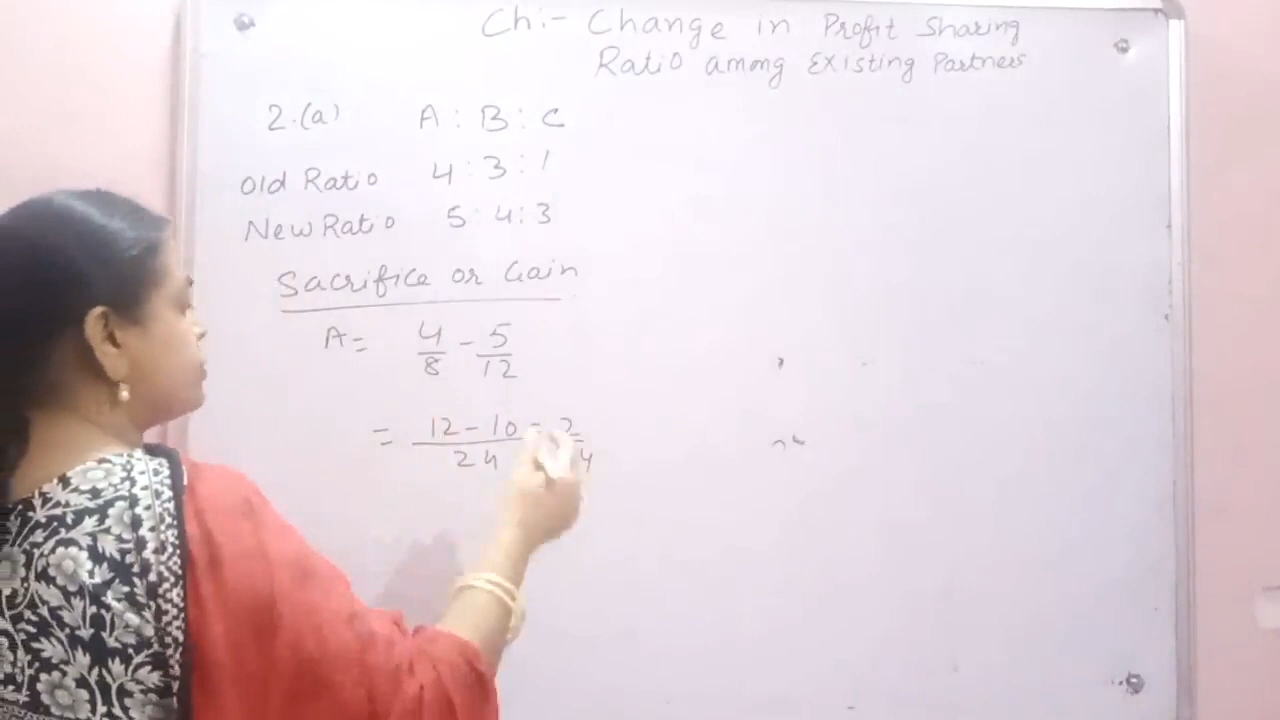 Ch:- Change in Profit Sharing
Ratio among Existing Partners
2.(a) A : B : C
Old Ratio 4 : 3 : 1
New Ratio 5 : 4 : 3
Sacrifice or Gain
A = 4/8 - 5/12
= 12 - 10/24 = 2/4